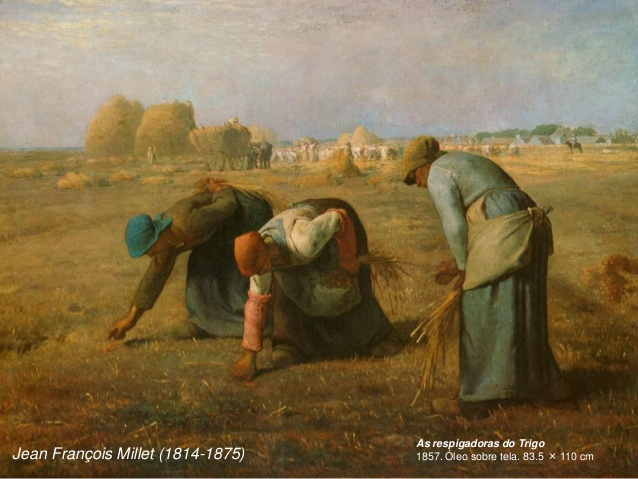 As respigadoras do Trigo
Jean François Millet (1814-1875)
1857. Óleo sobre tela. 83.5 × 110 cm